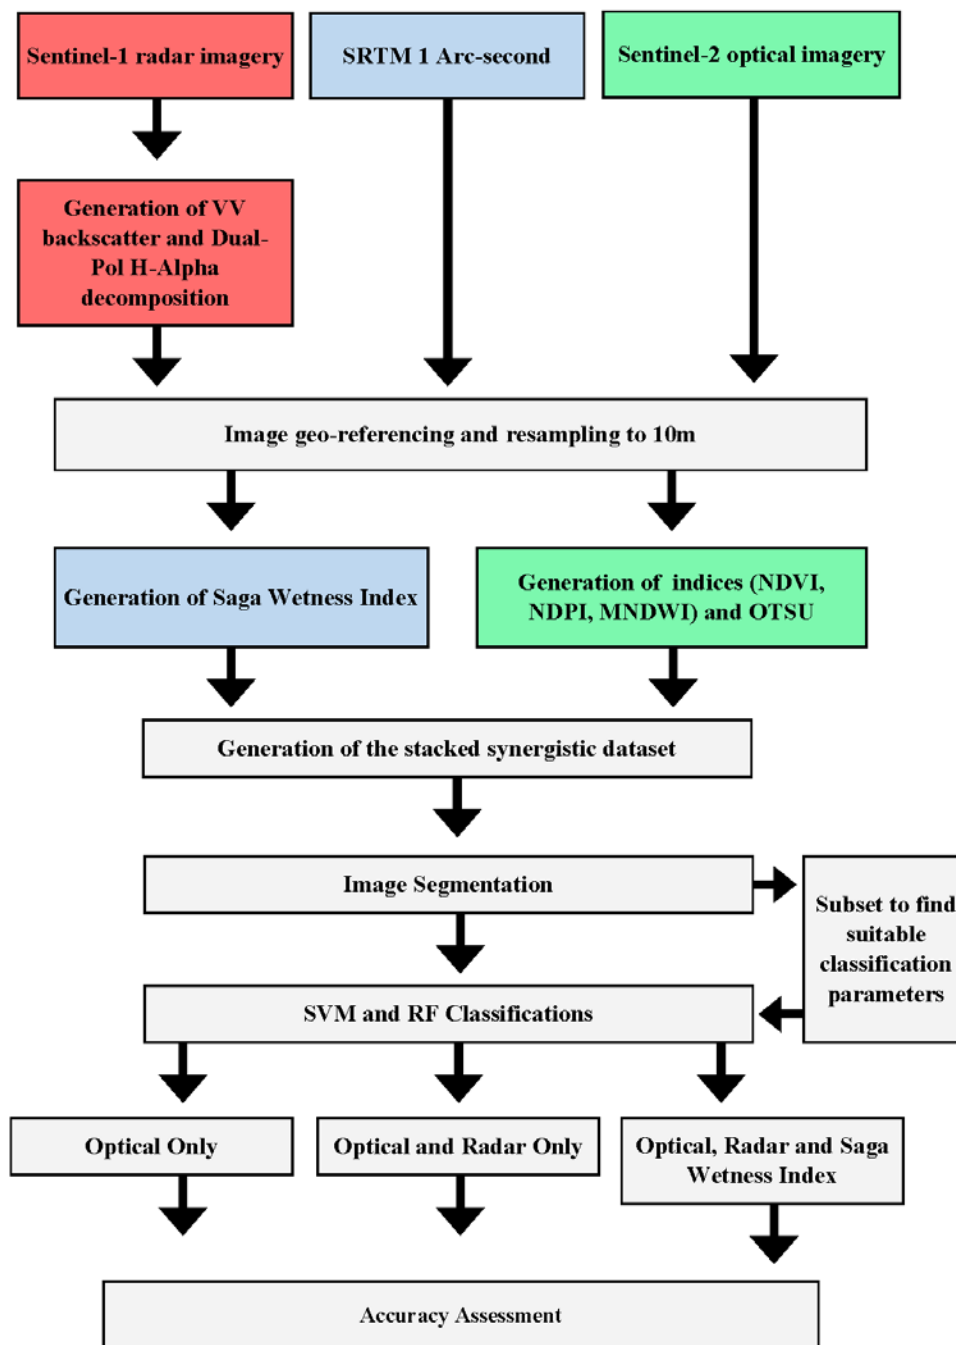 Sentinel-1 radar imagery
SRTM 1 Arc-second
Sentinel-2 optical imagery
Generation of VV
backscatter and Dual-
Pol H-Alpha
decomposition
Image geo-referencing and resampling to 10m
Generation of Saga Wetness Index
Generation of indices (NDVI,
NDPI, MNDWI) and OTSU
Generation of the stacked synergistic dataset
Image Segmentation
Subset to find
suitable
classification
parameters
SVM and RF Classifications
Optical Only
Optical and Radar Only
Optical, Radar and Saga
Wetness Index
Accuracy Assessment